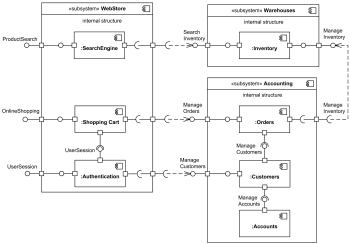 «subsystem» WebStore
internal structure
«subsystem» Warehouses
internal structure
ProductSearch
:SearchEngine
Search
Inventory
:Inventory
Manage
Inventory
«subsystem» Accounting
internal structure
OnlineShopping
:Shopping Cart
Manage
Orders
:Orders
Manage
Inventory
UserSession
Manage
Customers
UserSession
:Authentication
Manage
Customers
:Customers
Manage
Accounts
:Accounts